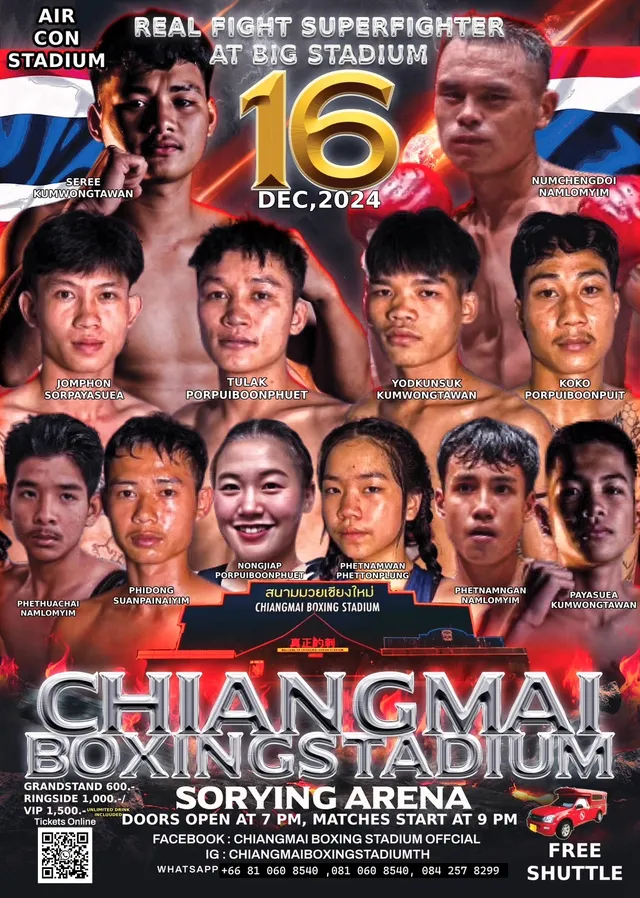 AIR
CON
STADIUM
REAL FIGHT SUPERFIGHTER
AT BIG STADIUM
16
DEC,2024
SEREE
KUMWONGTAWAN
NUMCHENGDOI
NAMLOMYIM
JOMPHON
SORPAYASUEA
TULAK
PORPUIBOONPHUET
YODKUNSUK
KUMWONGTAWAN
KOKO
PORPUIBOONPUIT
PHETHUACHAI
NAMLOMYIM
PHIDONG
SUANPAINAIYIM
NONGJIAP
PORPUIBOONPHUET
PHETNAMWAN
PHETTONPLUNG
PHETNAMNGAN
NAMLOMYIM
PAYASUEA
KUMWONGTAWAN
สนามมวยเชียงใหม่
CHIANGMAI BOXING STADIUM
CHIANGMAI
BOXINGSTADIUM
GRANDSTAND 600.-
RINGSIDE 1,000.-/
VIP 1,500.- UNLIMITED DRINK
INCLUUDED
Tickets Online
SORYING ARENA
DOORS OPEN AT 7 PM, MATCHES START AT 9 PM
FACEBOOK : CHIANGMAI BOXING STADIUM OFFCIAL
IG : CHIANGMAIBOXINGSTADIUMTH
WHATSAPP +66 81 060 8540 ,081 060 8540, 084 257 8299
FREE
SHUTTLE